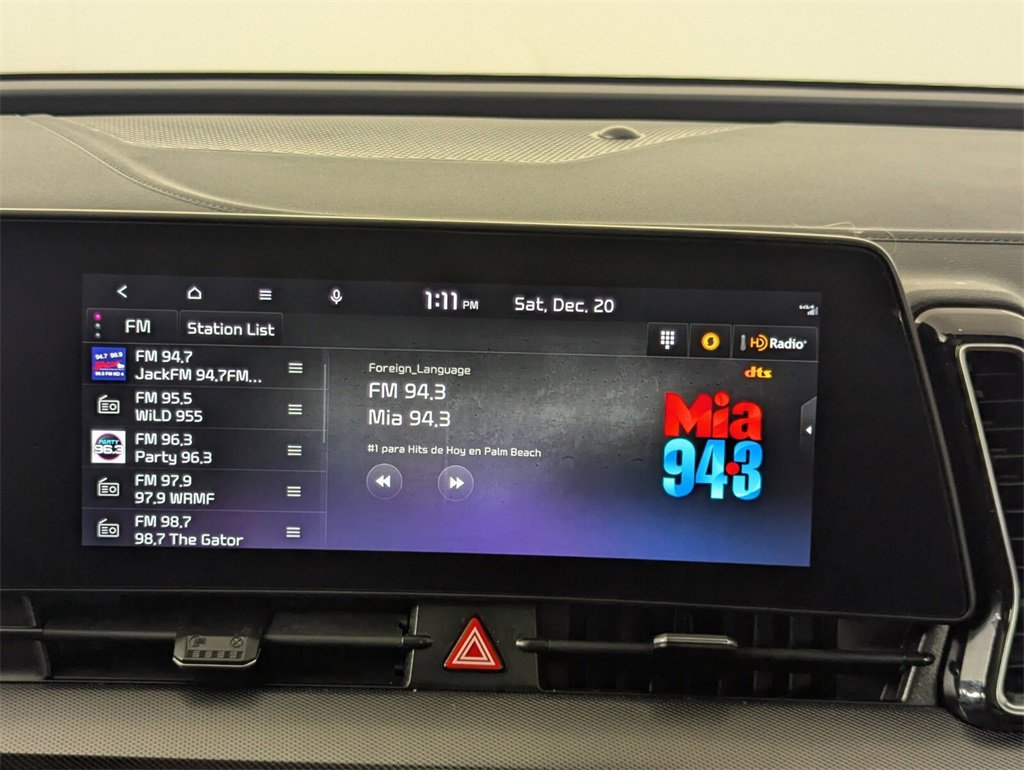 1:11 PM
Sat, Dec. 20
FM
Station List
HD Radio
FM 94.7
JackFM 94.7FM...
FM 95.5
WiLD 955
PARTY
96.3
FM 96.3
Party 96.3
FM 97.9
97.9 WRMF
FM 98.7
98.7 The Gator
Foreign_Language
FM 94.3
Mia 94.3
#1 para Hits de Hoy en Palm Beach
dts
Mia
94.3